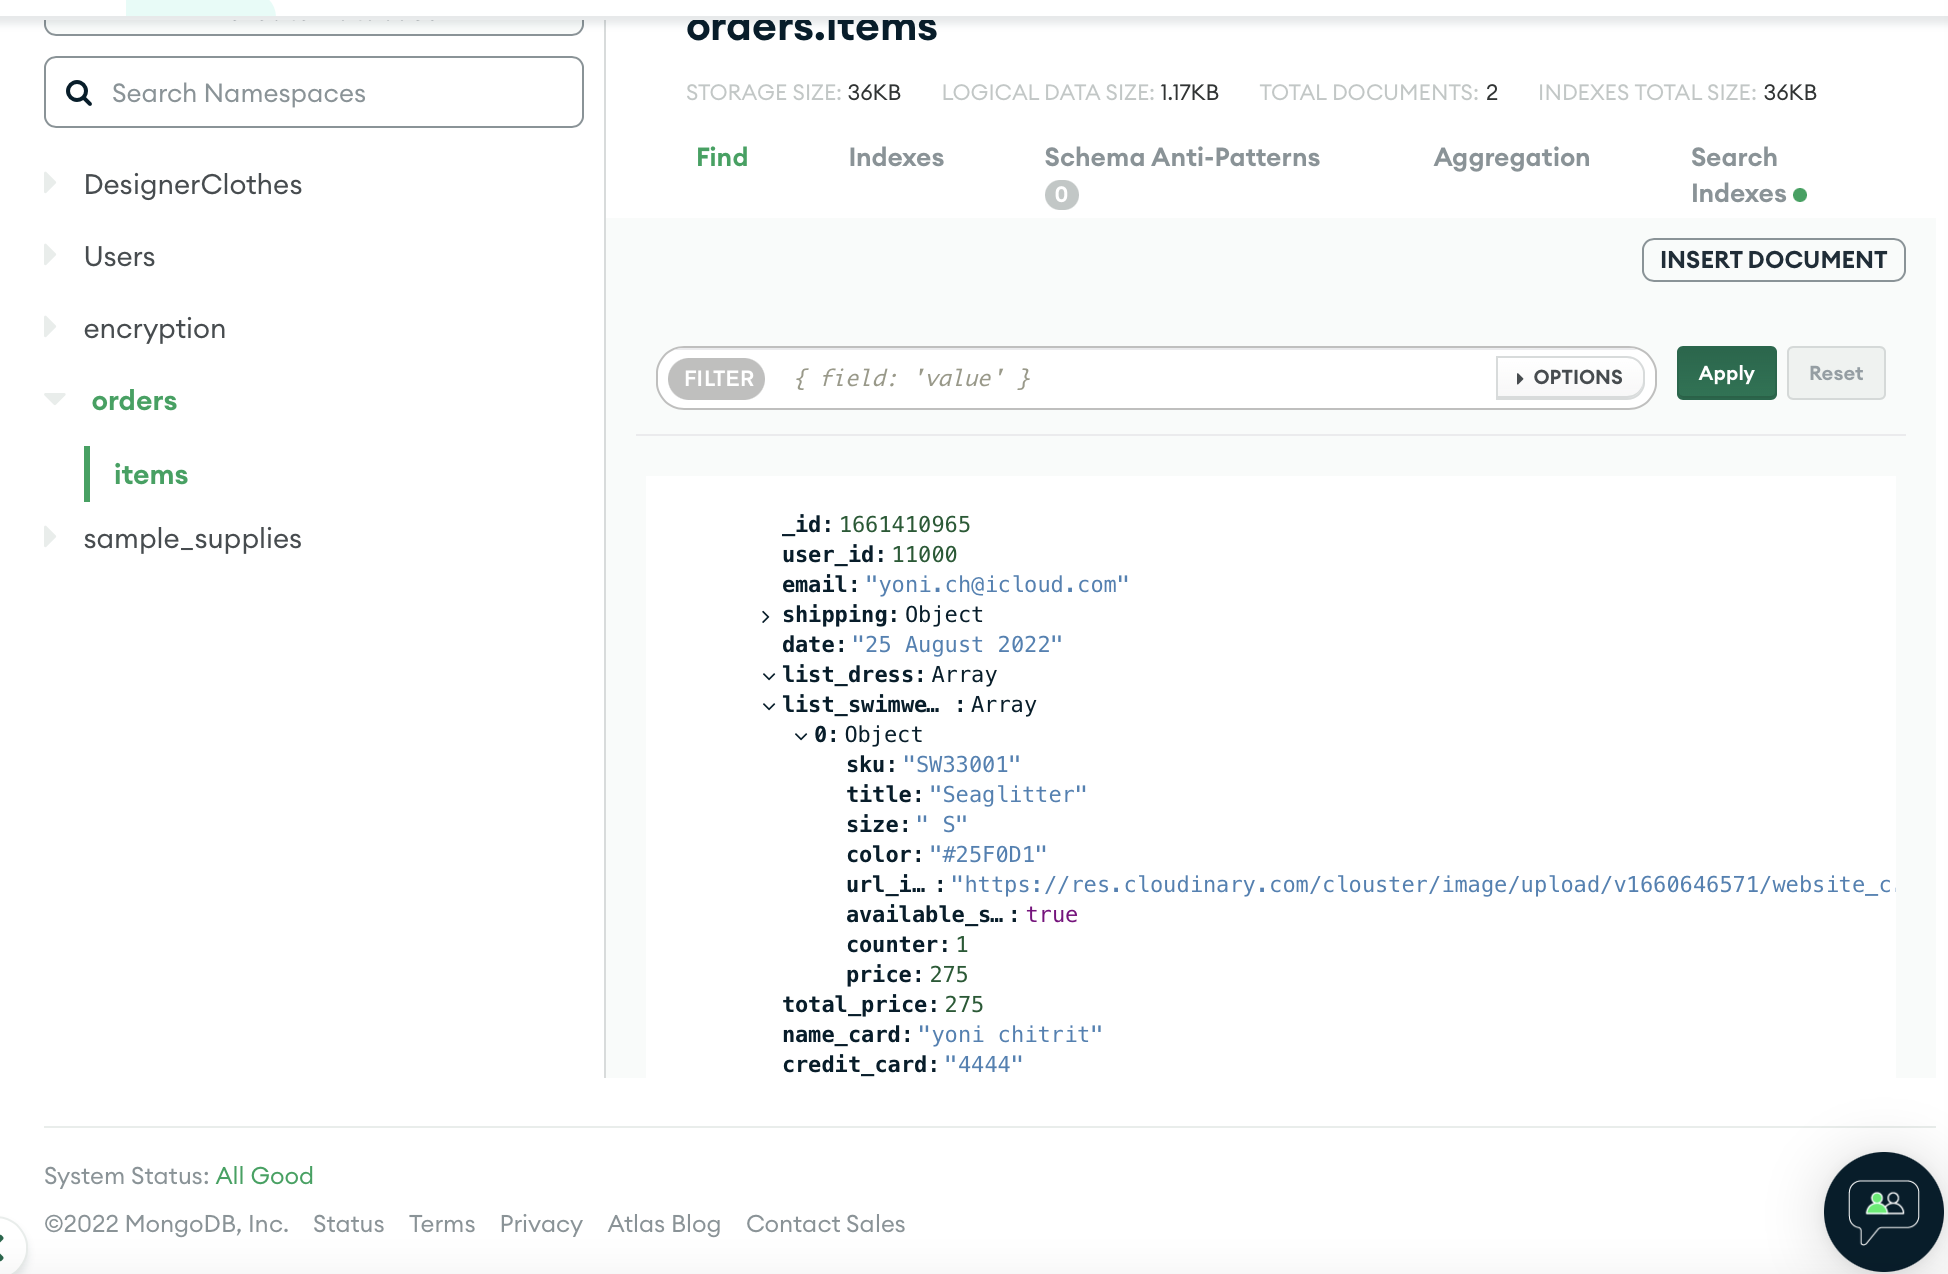 orders.items
Search Namespaces
STORAGE SIZE: 36KB LOGICAL DATA SIZE: 1.17KB TOTAL DOCUMENTS: 2 INDEXES TOTAL SIZE: 36KB
Find Indexes Schema Anti-Patterns 0 Aggregation Search Indexes
DesignerClothes
Users
encryption
orders
items
sample_supplies
INSERT DOCUMENT
FILTER { field: 'value' } OPTIONS Apply Reset
_id: 1661410965
user_id: 11000
email: "yoni.ch@icloud.com"
shipping: Object
date: "25 August 2022"
list_dress: Array
list_swimwe… : Array
0: Object
sku: "SW33001"
title: "Seaglitter"
size: " S"
color: "#25F0D1"
url_i… : "https://res.cloudinary.com/clouster/image/upload/v1660646571/website_c.
available_s… : true
counter: 1
price: 275
total_price: 275
name_card: "yoni chitrit"
credit_card: "4444"
System Status: All Good
©2022 MongoDB, Inc. Status Terms Privacy Atlas Blog Contact Sales